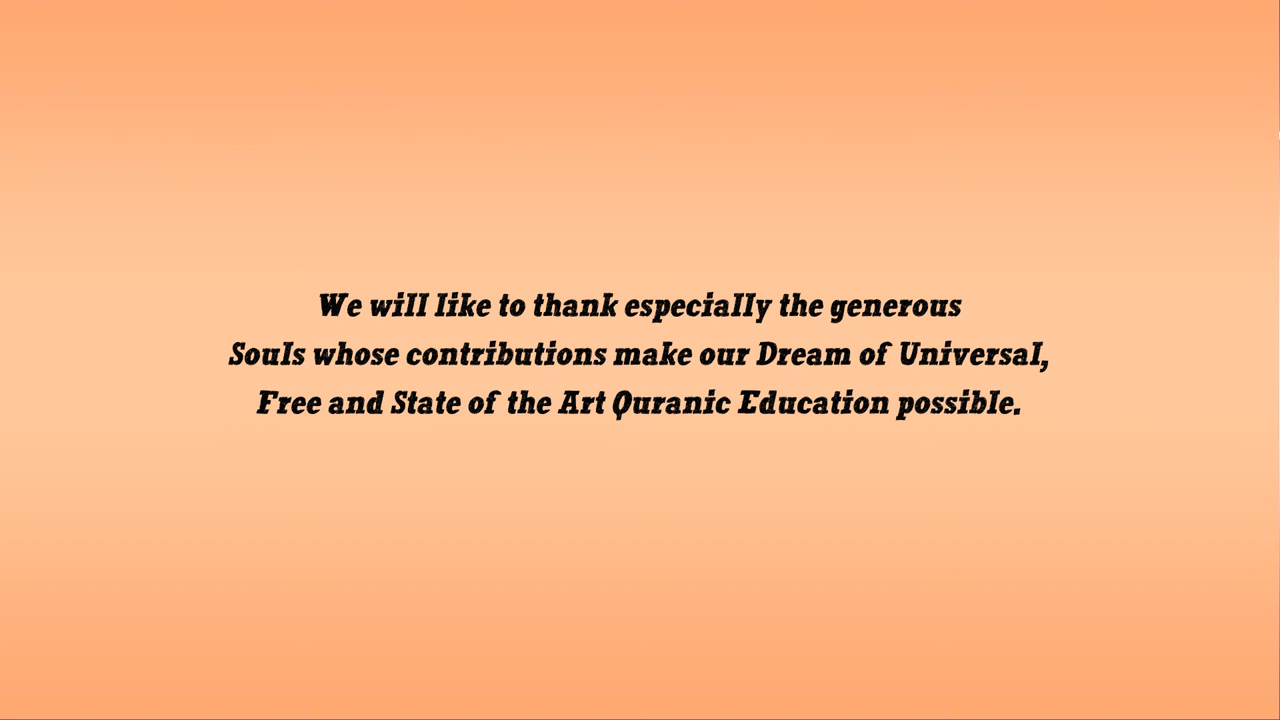 We will like to thank especially the generous
Souls whose contributions make our Dream of Universal,
Free and State of the Art Quranic Education possible.